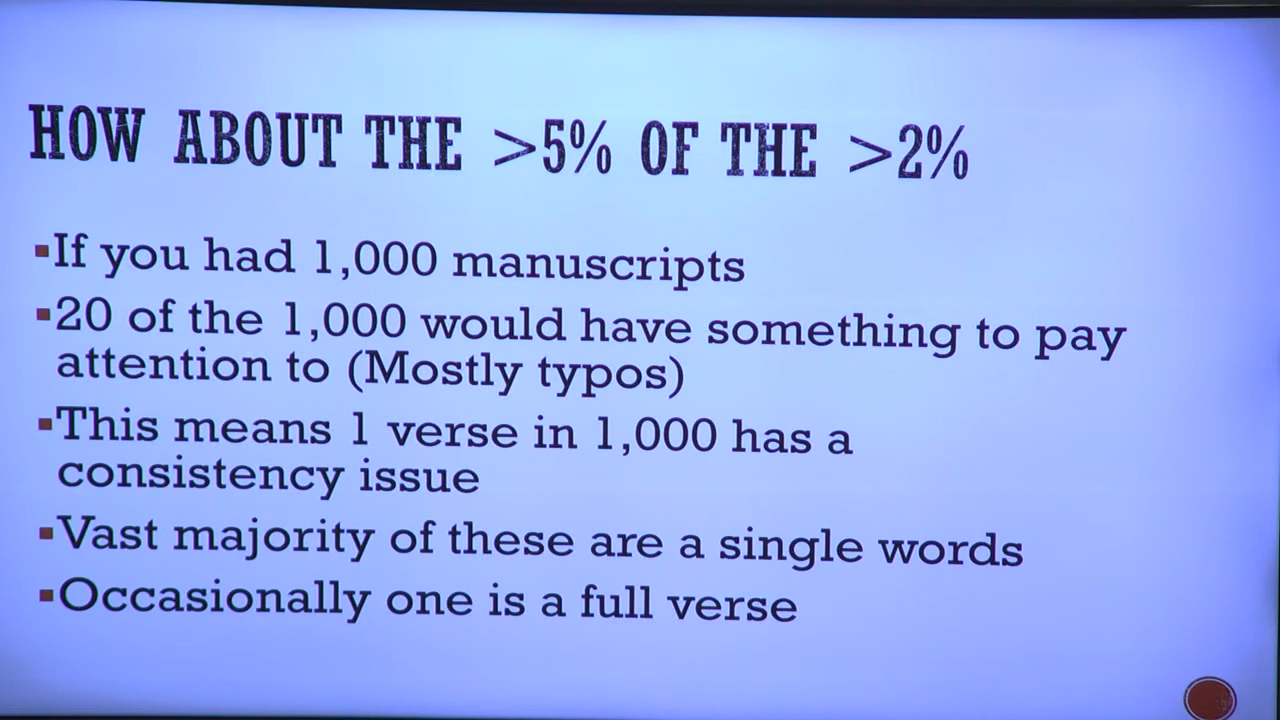 HOW ABOUT THE >5% OF THE >2%
▪If you had 1,000 manuscripts
▪20 of the 1,000 would have something to pay
attention to (Mostly typos)
▪This means 1 verse in 1,000 has a
consistency issue
▪Vast majority of these are a single words
▪Occasionally one is a full verse